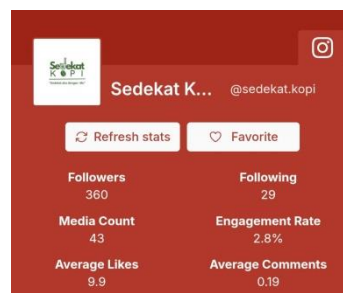 Sedekat
KOPI
Sedekat K...
@sedekat.kopi
Refresh stats
Favorite
Followers
Following
360
29
Media Count
Engagement Rate
43
2.8%
Average Likes
Average Comments
9.9
0.19